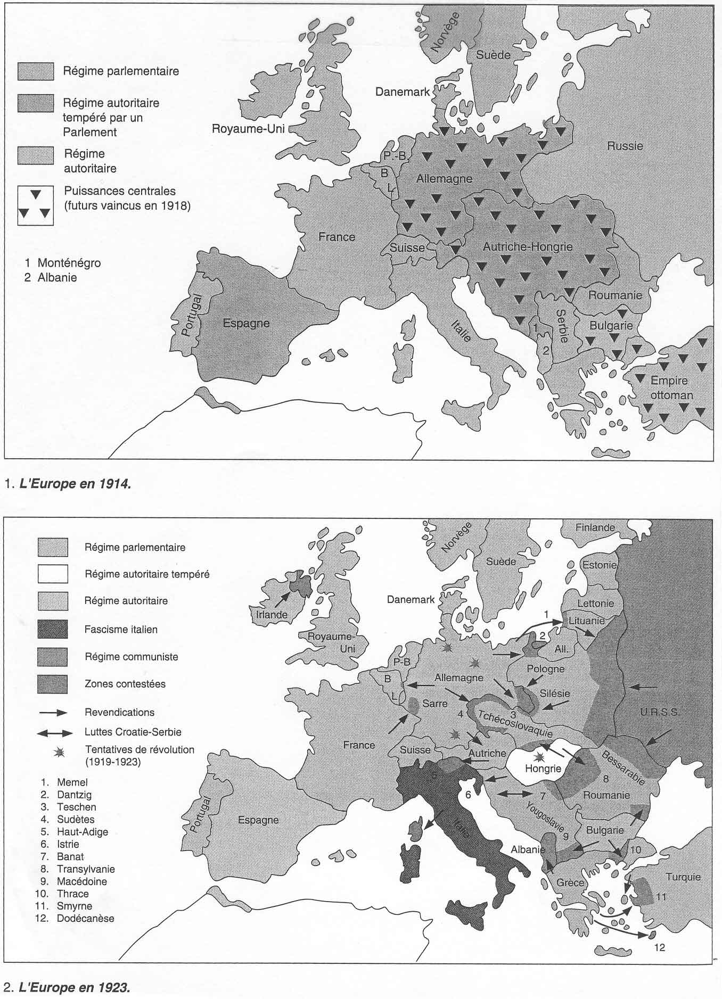 Régime parlementaire
Régime autoritaire
tempéré par un
Parlement
Régime
autoritaire
Puissances centrales
(futurs vaincus en 1918)
1 Monténégro
2 Albanie
Norvège
Suède
Danemark
Royaume-Uni
Russie
P.-B.
B
L
Allemagne
France
Suisse
Autriche-Hongrie
Roumanie
Portugal
Espagne
Italie
Serbie
Bulgarie
1
2
Empire
ottoman
1. L'Europe en 1914.
Régime parlementaire
Régime autoritaire tempéré
Régime autoritaire
Fascisme italien
Régime communiste
Zones contestées
Revendications
Luttes Croatie-Serbie
Tentatives de révolution
(1919-1923)
1. Memel
2. Dantzig
3. Teschen
4. Sudètes
5. Haut-Adige
6. Istrie
7. Banat
8. Transylvanie
9. Macédoine
10. Thrace
11. Smyrne
12. Dodécanèse
Norvège
Finlande
Suède
Estonie
Danemark
Lettonie
1
Lituanie
Irlande
Royaume-
Uni
2
All.
P-B
Pologne
B
Allemagne
L
Sarre
Silésie
4
3
Tchécoslovaquie
U.R.S.S.
France
Suisse
Autriche
Hongrie
Bessarabie
5
8
6
7
Roumanie
Portugal
Espagne
Yougoslavie
Italie
9
Bulgarie
Albanie
10
Grèce
Turquie
11
12
2. L'Europe en 1923.